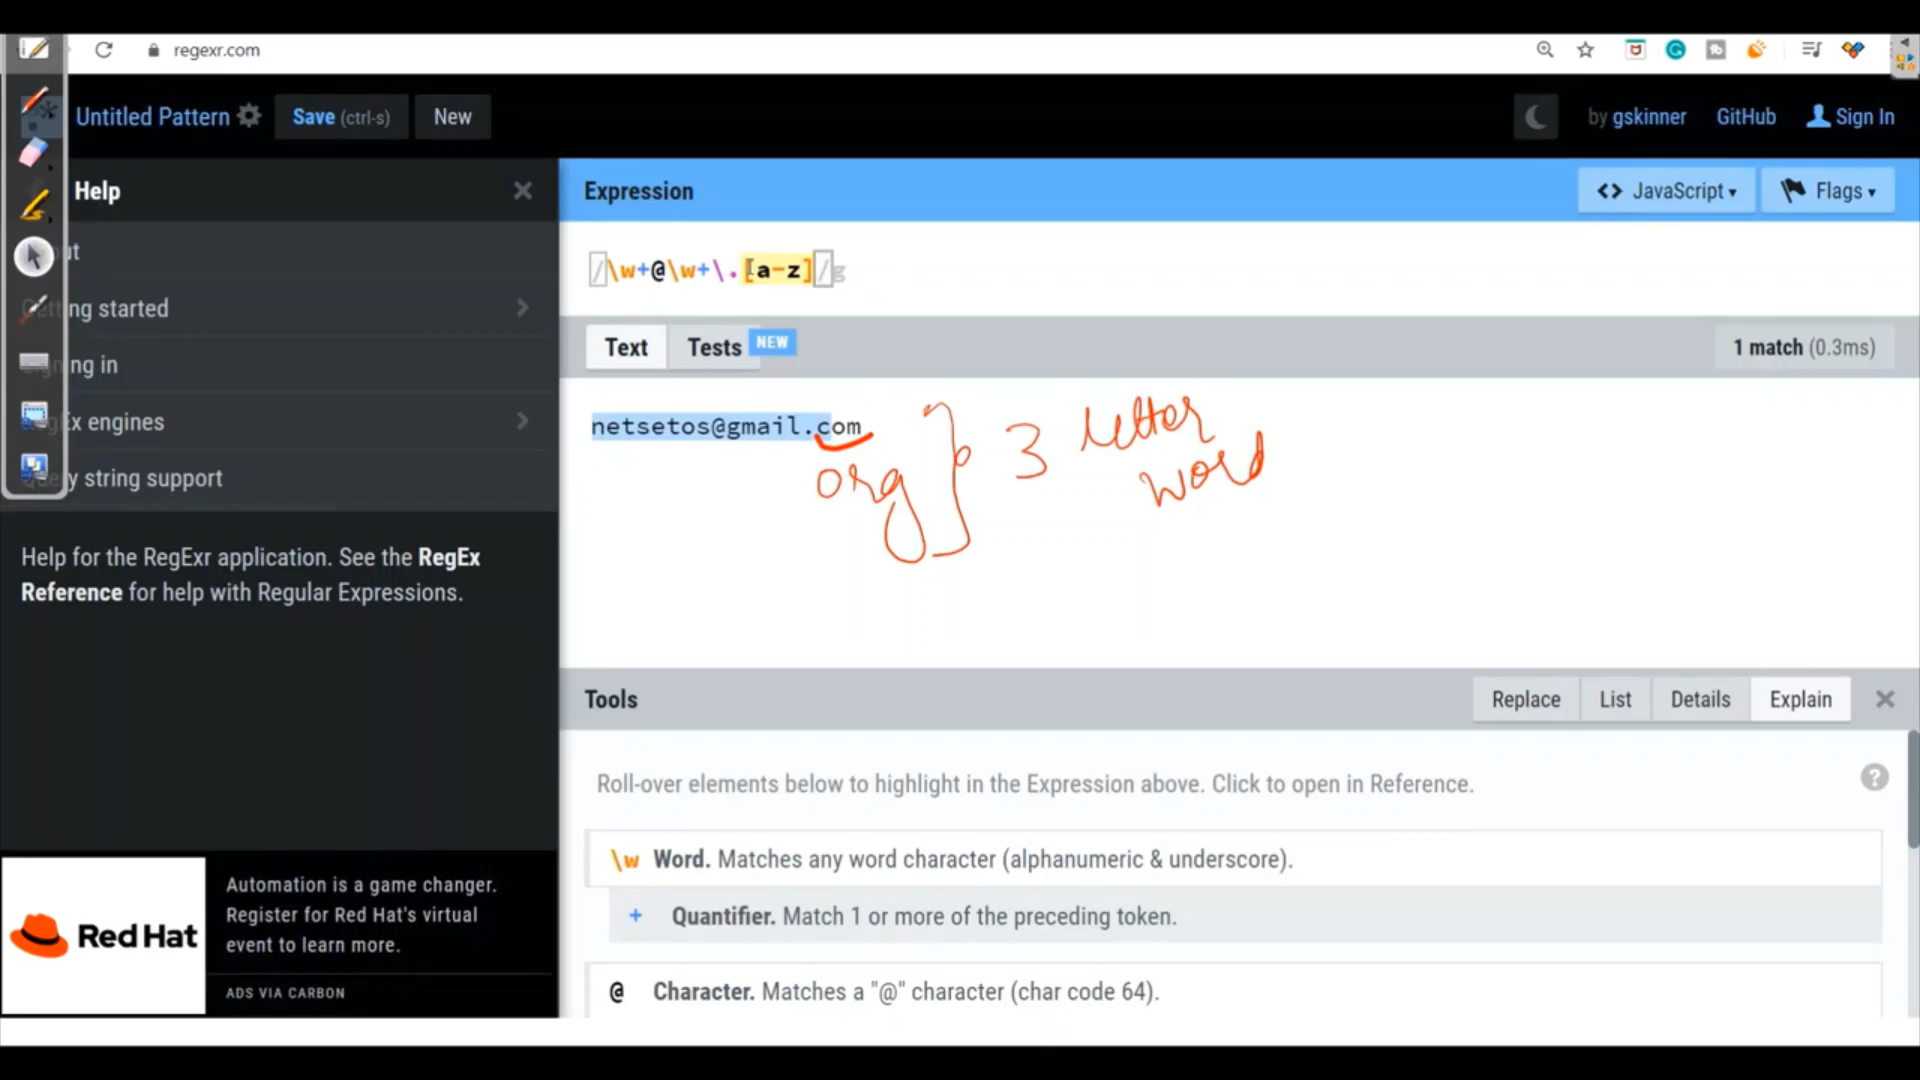 regexr.com
Untitled Pattern
Save (ctrl-s)
New
by gskinner
GitHub
Sign In
Help
Expression
JavaScript
Flags
/\w+@\w+\.[a-z]/g
Getting started
Text
Tests
NEW
1 match (0.3ms)
ng in
Ex engines
netsetos@gmail.com
org
3 letter
word
y string support
Help for the RegExr application. See the RegEx
Reference for help with Regular Expressions.
Tools
Replace
List
Details
Explain
Roll-over elements below to highlight in the Expression above. Click to open in Reference.
?
\w Word. Matches any word character (alphanumeric & underscore).
+ Quantifier. Match 1 or more of the preceding token.
@ Character. Matches a "@" character (char code 64).
Red Hat
Automation is a game changer.
Register for Red Hat's virtual
event to learn more.
ADS VIA CARBON